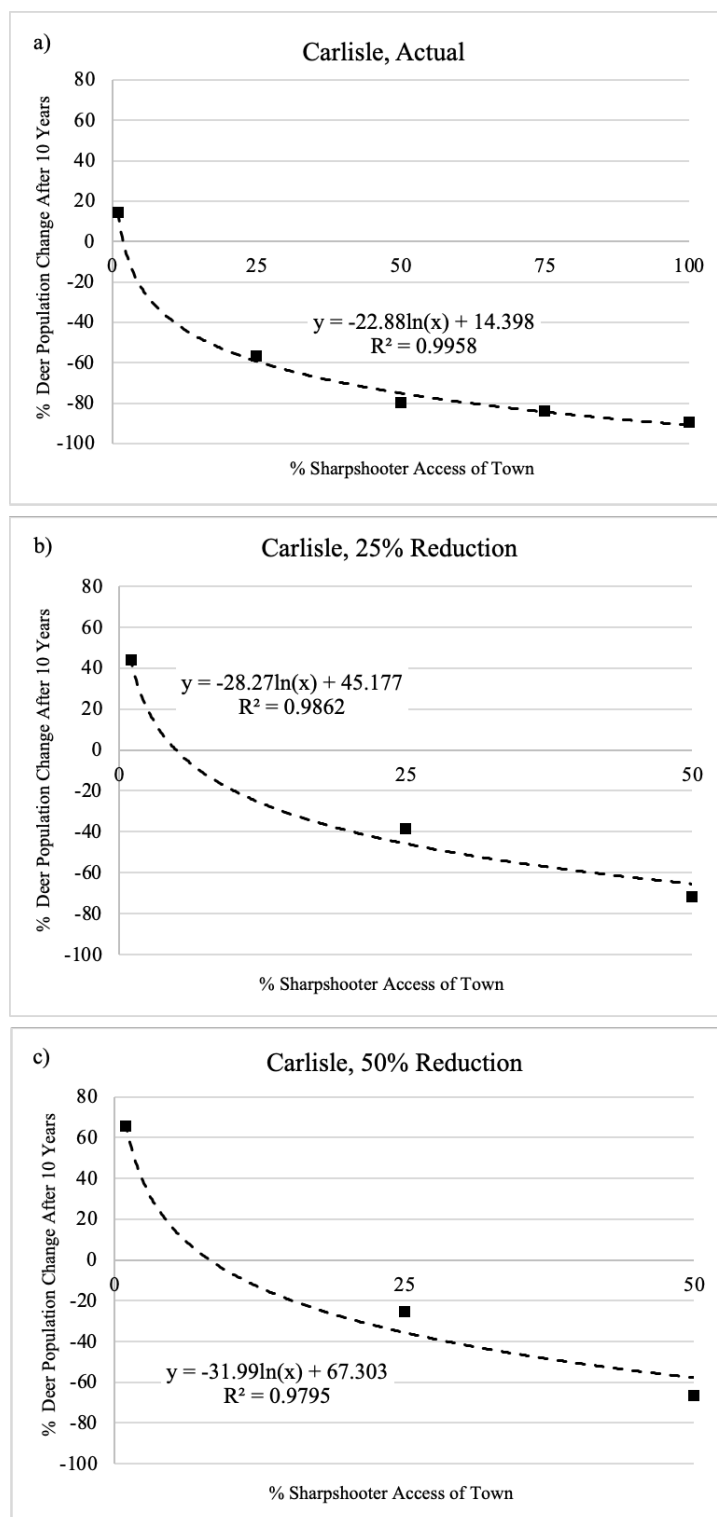 a)
Carlisle, Actual
% Deer Population Change After 10 Years
80
60
40
20
0
-20
-40
-60
-80
-100
0 25 50 75 100
y = -22.88ln(x) + 14.398
R² = 0.9958
% Sharpshooter Access of Town
b)
Carlisle, 25% Reduction
% Deer Population Change After 10 Years
80
60
40
20
0
-20
-40
-60
-80
-100
0 25 50
y = -28.27ln(x) + 45.177
R² = 0.9862
% Sharpshooter Access of Town
c)
Carlisle, 50% Reduction
% Deer Population Change After 10 Years
80
60
40
20
0
-20
-40
-60
-80
-100
0 25 50
y = -31.99ln(x) + 67.303
R² = 0.9795
% Sharpshooter Access of Town